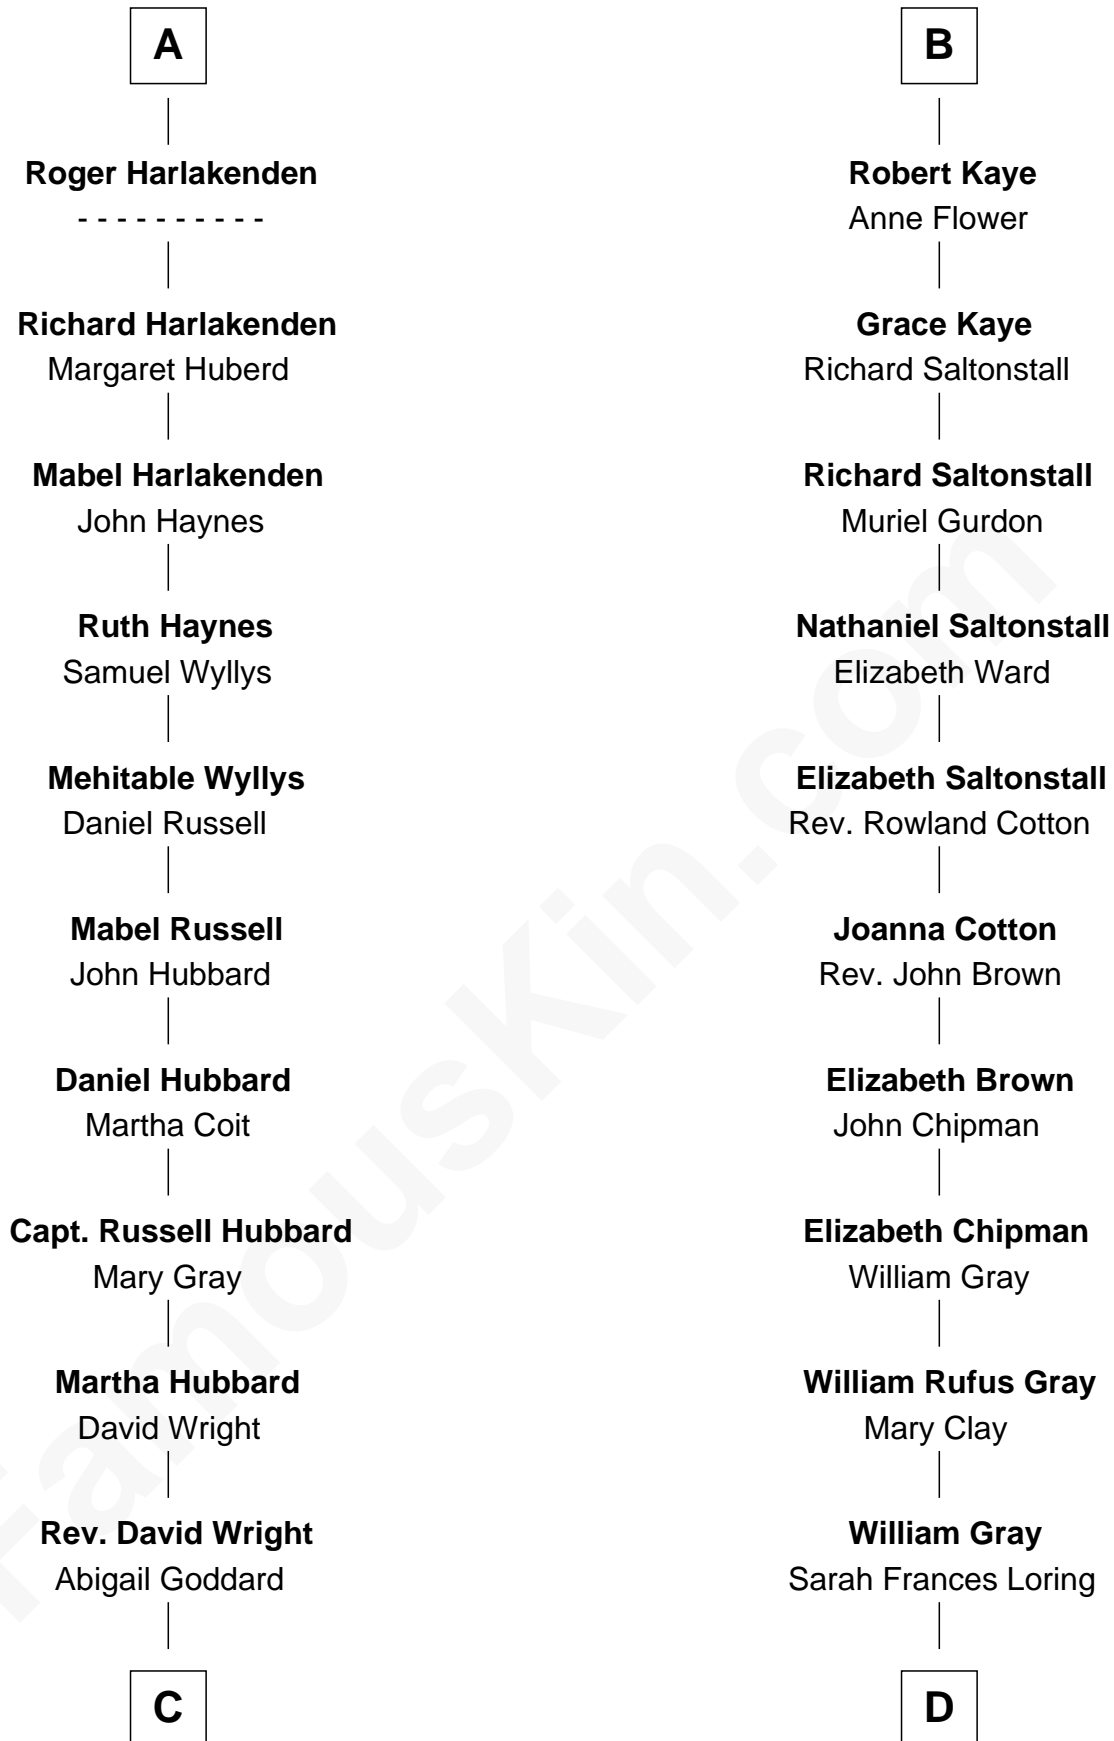 A
Roger Harlakenden
- - - - - - - - - -
Richard Harlakenden
Margaret Huberd
Mabel Harlakenden
John Haynes
Ruth Haynes
Samuel Wyllys
Mehitable Wyllys
Daniel Russell
Mabel Russell
John Hubbard
Daniel Hubbard
Martha Coit
Capt. Russell Hubbard
Mary Gray
Martha Hubbard
David Wright
Rev. David Wright
Abigail Goddard
C
B
Robert Kaye
Anne Flower
Grace Kaye
Richard Saltonstall
Richard Saltonstall
Muriel Gurdon
Nathaniel Saltonstall
Elizabeth Ward
Elizabeth Saltonstall
Rev. Rowland Cotton
Joanna Cotton
Rev. John Brown
Elizabeth Brown
John Chipman
Elizabeth Chipman
William Gray
William Rufus Gray
Mary Clay
William Gray
Sarah Frances Loring
D
FamousKin.com